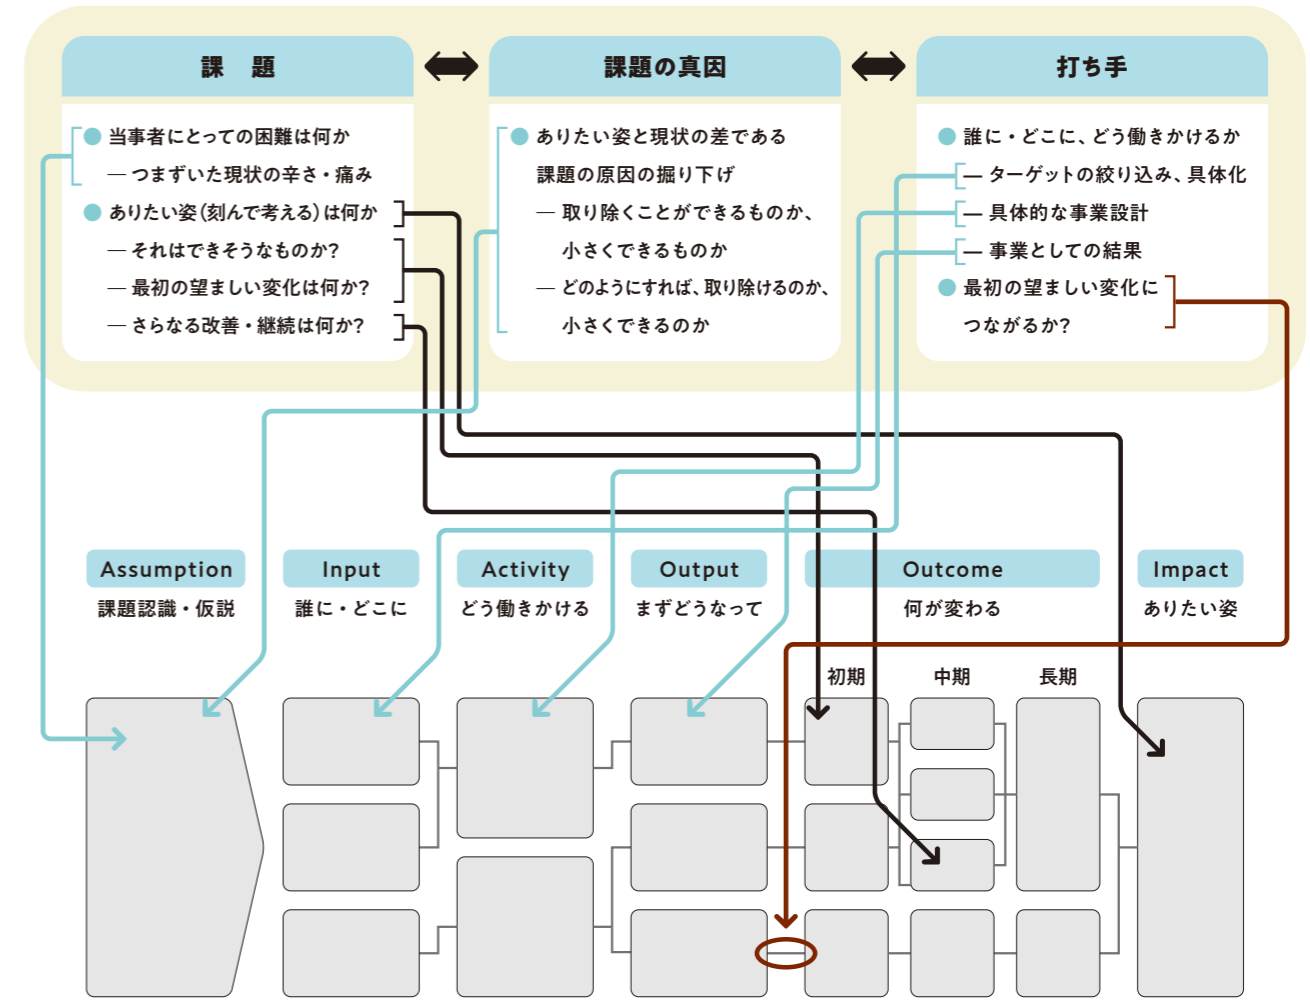 課　題
当事者にとっての困難は何か
― つまずいた現状の辛さ・痛み
ありたい姿（刻んで考える）は何か
― それはできそうなものか？
― 最初の望ましい変化は何か？
― さらなる改善・継続は何か？
課題の真因
ありたい姿と現状の差である
課題の原因の掘り下げ
― 取り除くことができるものか、
小さくできるものか
― どのようにすれば、取り除けるのか、
小さくできるのか
打ち手
誰に・どこに、どう働きかけるか
― ターゲットの絞り込み、具体化
― 具体的な事業設計
― 事業としての結果
最初の望ましい変化に
つながるか？
Assumption
課題認識・仮説
Input
誰に・どこに
Activity
どう働きかける
Output
まずどうなって
Outcome
何が変わる
初期
中期
長期
Impact
ありたい姿